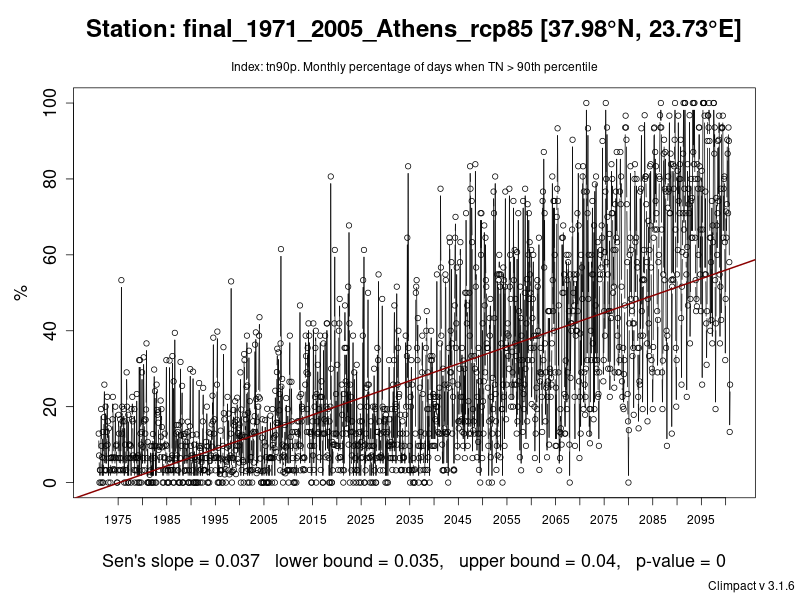 Station: final_1971_2005_Athens_rcp85 [37.98°N, 23.73°E]
Index: tn90p. Monthly percentage of days when TN > 90th percentile
100
80
60
40
20
0
%
1975 1985 1995 2005 2015 2025 2035 2045 2055 2065 2075 2085 2095
Sen's slope = 0.037 lower bound = 0.035, upper bound = 0.04, p-value = 0
Climpact v 3.1.6